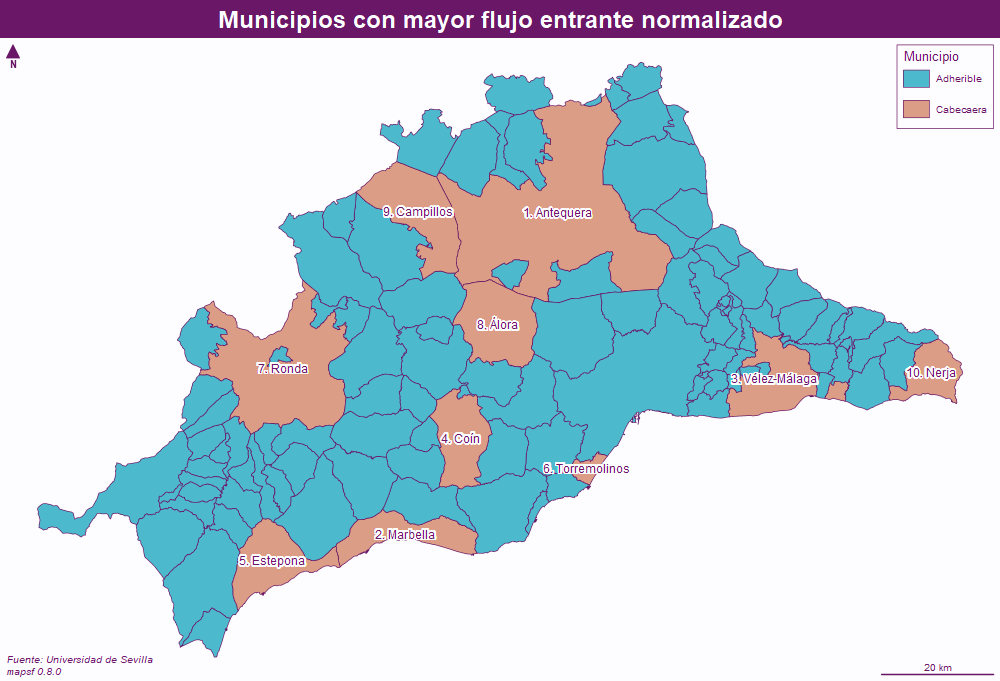 Municipios con mayor flujo entrante normalizado
N
Municipio
Adherible
Cabecaera
9. Campillos
1. Antequera
8. Álora
7. Ronda
3. Vélez-Málaga
10. Nerja
4. Coín
6. Torremolinos
2. Marbella
5. Estepona
Fuente: Universidad de Sevilla
mapsf 0.8.0
20 km